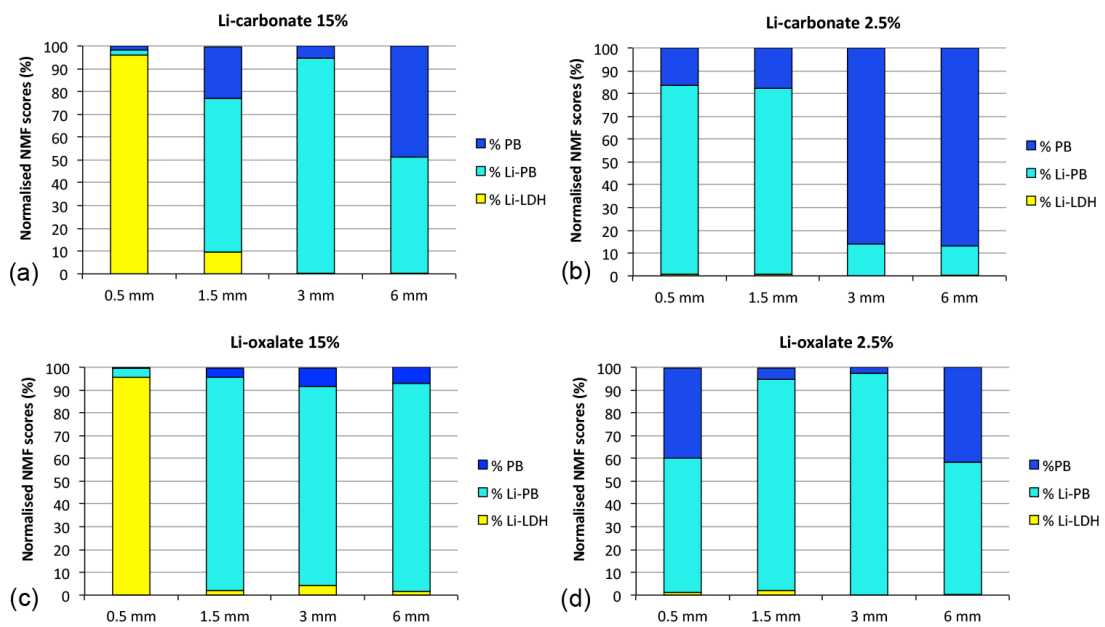 Li-carbonate 15%
Normalised NMF scores (%)
100
90
80
70
60
50
40
30
20
10
0
0.5 mm 1.5 mm 3 mm 6 mm
% PB
% Li-PB
% Li-LDH
(a)
Li-carbonate 2.5%
Normalised NMF scores (%)
100
90
80
70
60
50
40
30
20
10
0
0.5 mm 1.5 mm 3 mm 6 mm
% PB
% Li-PB
% Li-LDH
(b)
Li-oxalate 15%
Normalised NMF scores (%)
100
90
80
70
60
50
40
30
20
10
0
0.5 mm 1.5 mm 3 mm 6 mm
% PB
% Li-PB
% Li-LDH
(c)
Li-oxalate 2.5%
Normalised NMF scores (%)
100
90
80
70
60
50
40
30
20
10
0
0.5 mm 1.5 mm 3 mm 6 mm
%PB
% Li-PB
% Li-LDH
(d)